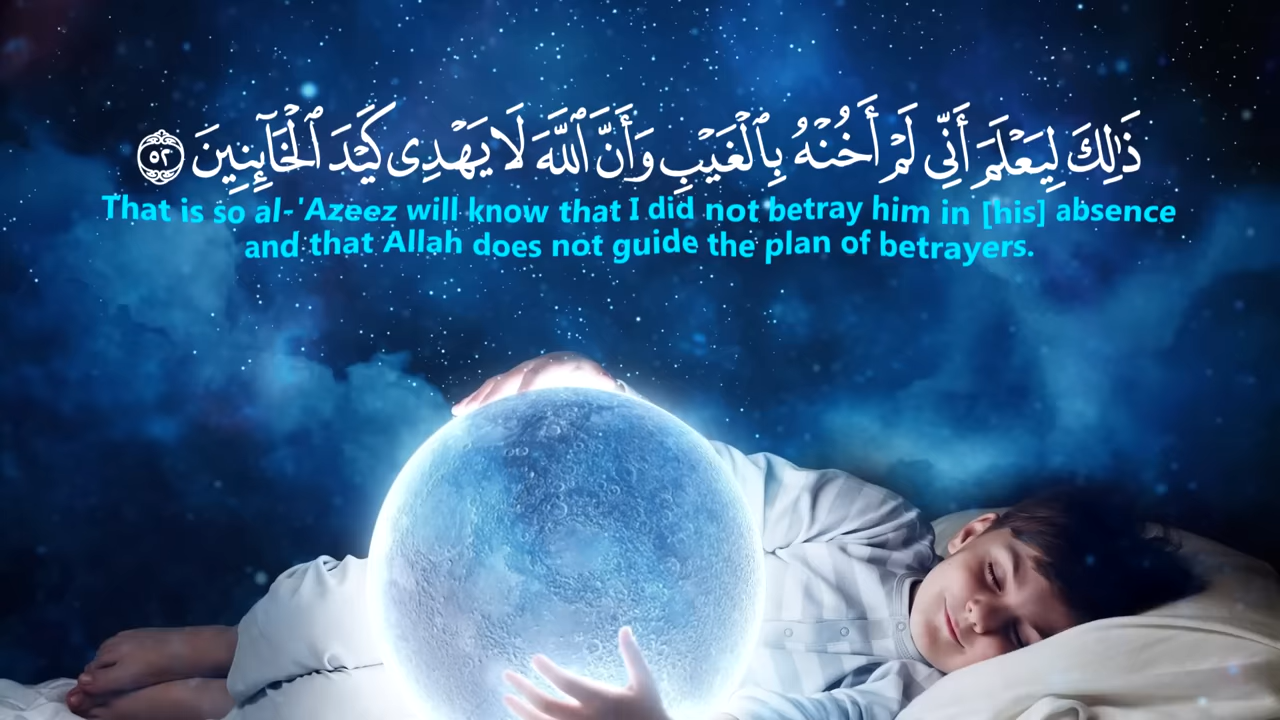 ذَٰلِكَ لِيَعْلَمَ أَنِّي لَمْ أَخُنْهُ بِٱلْغَيْبِ وَأَنَّ ٱللَّهَ لَا يَهْدِى كَيْدَ ٱلْخَآئِنِينَ ٥٢
That is so al-'Azeez will know that I did not betray him in [his] absence
and that Allah does not guide the plan of betrayers.